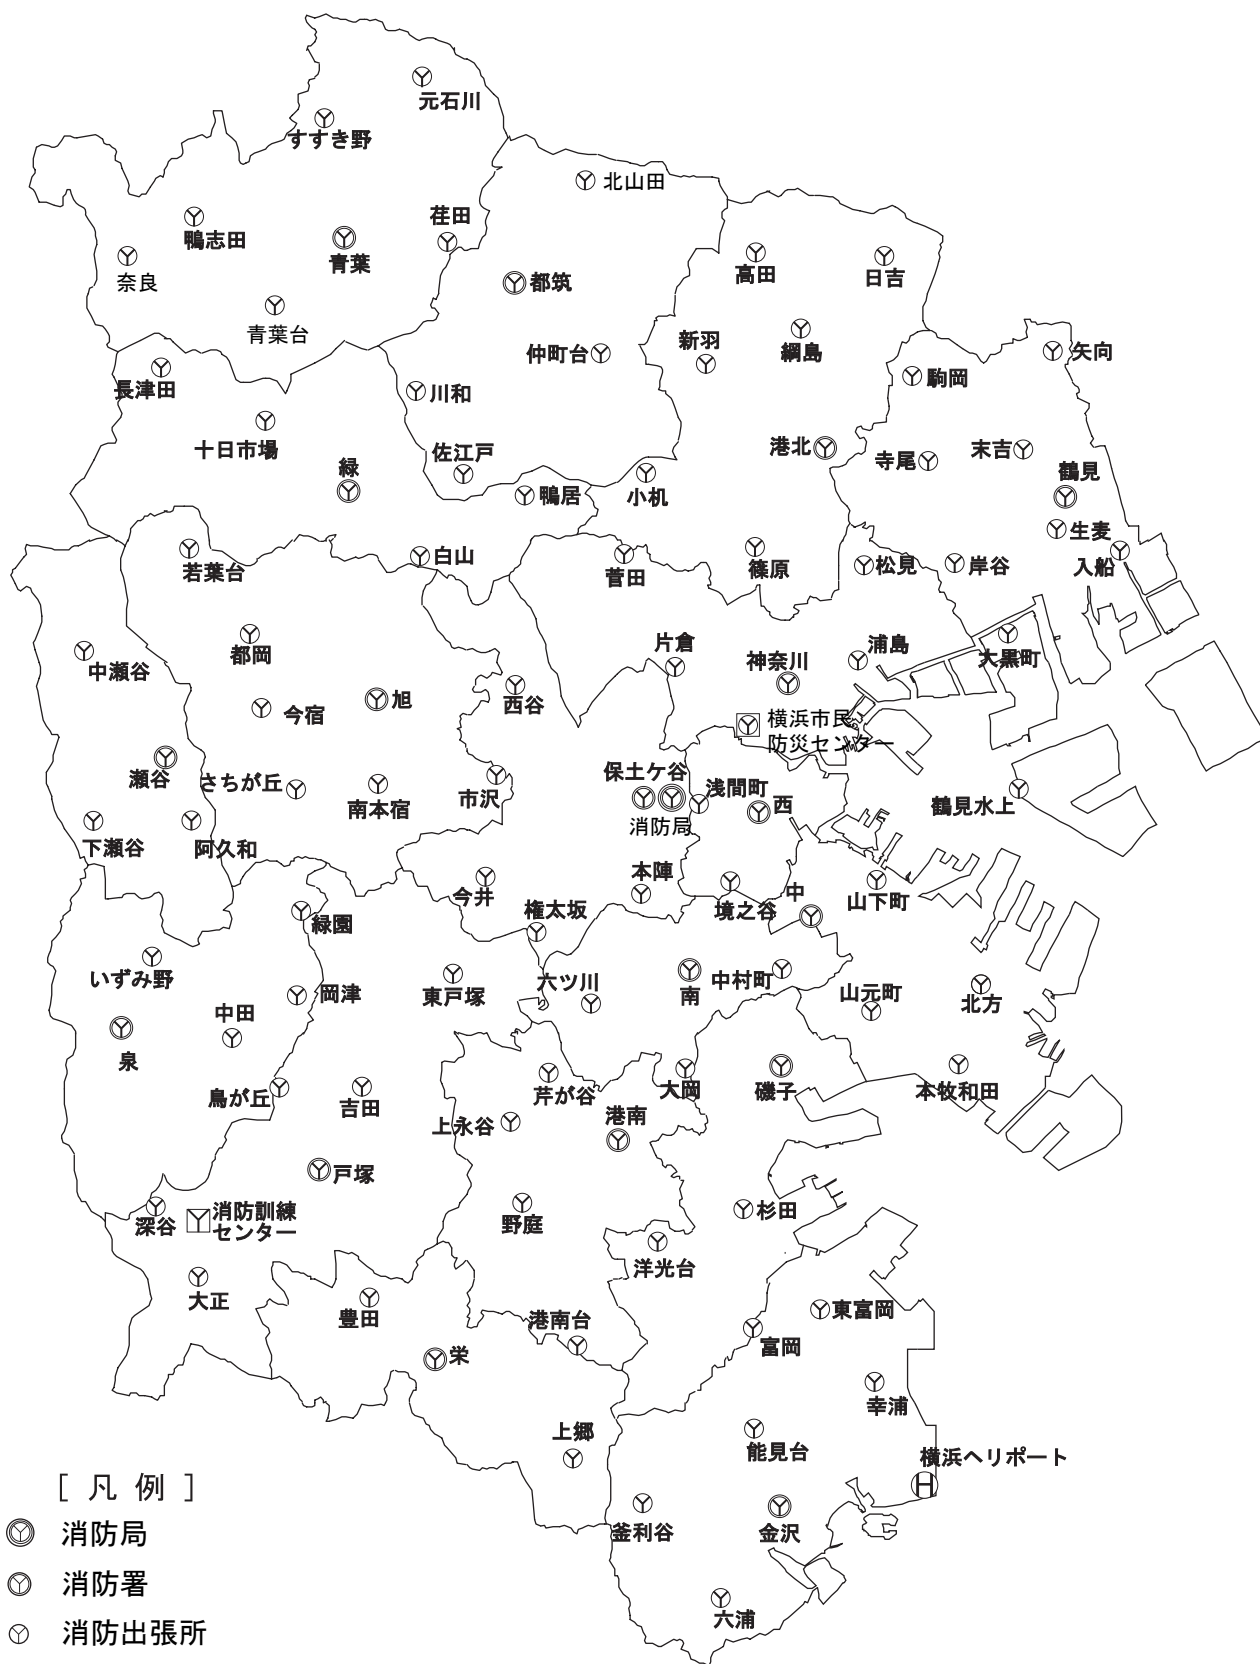 元石川
すすき野
北山田
鴨志田
荏田
青葉
奈良
高田
日吉
都筑
青葉台
新羽
仲町台
綱島
矢向
長津田
駒岡
川和
十日市場
佐江戸
港北
寺尾
末吉
緑
鶴見
鴨居
小机
生麦
若葉台
白山
菅田
篠原
松見
岸谷
入船
都岡
片倉
浦島
大黒町
中瀬谷
神奈川
今宿
旭
西谷
横浜市民
防災センター
瀬谷
さちが丘
南本宿
市沢
保土ケ谷
浅間町
西
鶴見水上
消防局
下瀬谷
阿久和
今井
本陣
境之谷
中
山下町
緑園
権太坂
いずみ野
岡津
東戸塚
六ツ川
南
中村町
山元町
北方
中田
泉
鳥が丘
吉田
芹が谷
大岡
磯子
本牧和田
上永谷
港南
戸塚
深谷
消防訓練
センター
野庭
杉田
洋光台
大正
豊田
港南台
東富岡
富岡
栄
幸浦
上郷
能見台
横浜ヘリポート
H
釜利谷
金沢
六浦
[ 凡 例 ]
消防局
消防署
消防出張所